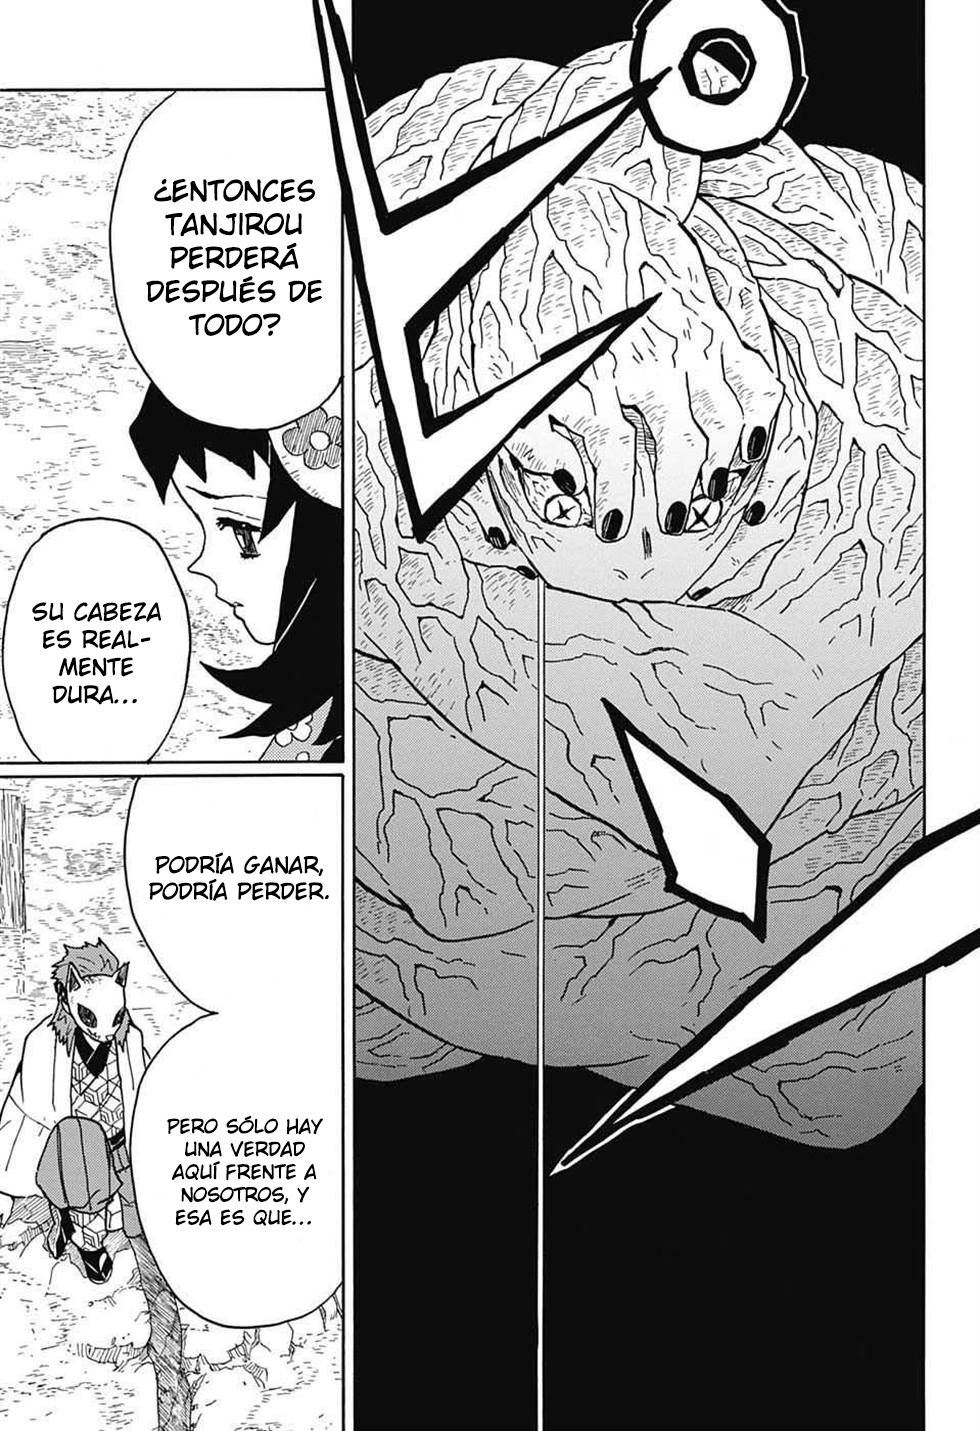 ¿ENTONCES
TANJIROU
PERDERÁ
DESPUÉS DE
TODO?
SU CABEZA
ES REAL-
MENTE
DURA...
PODRÍA GANAR,
PODRÍA PERDER.
PERO SÓLO HAY
UNA VERDAD
AQUÍ FRENTE A
NOSOTROS, Y
ESA ES QUE...